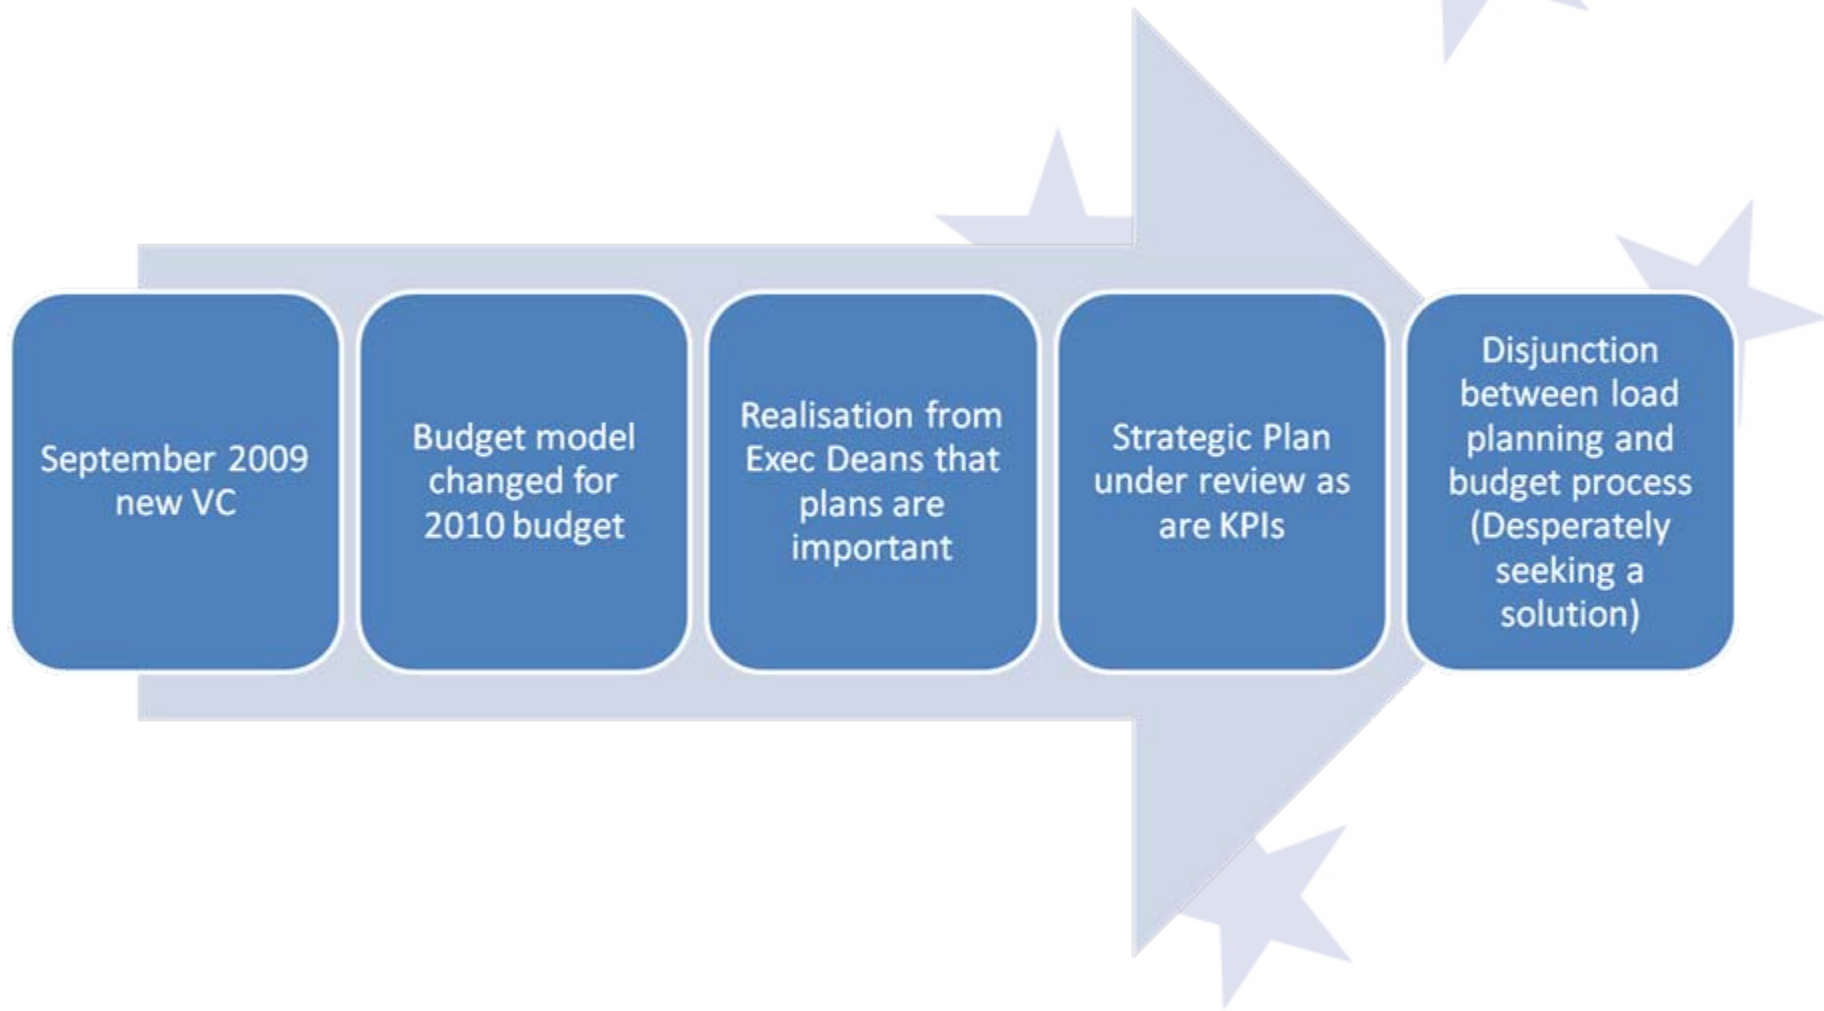 September 2009
new VC
Budget model
changed for
2010 budget
Realisation from
Exec Deans that
plans are
important
Strategic Plan
under review as
are KPIs
Disjunction
between load
planning and
budget process
(Desperately
seeking a
solution)